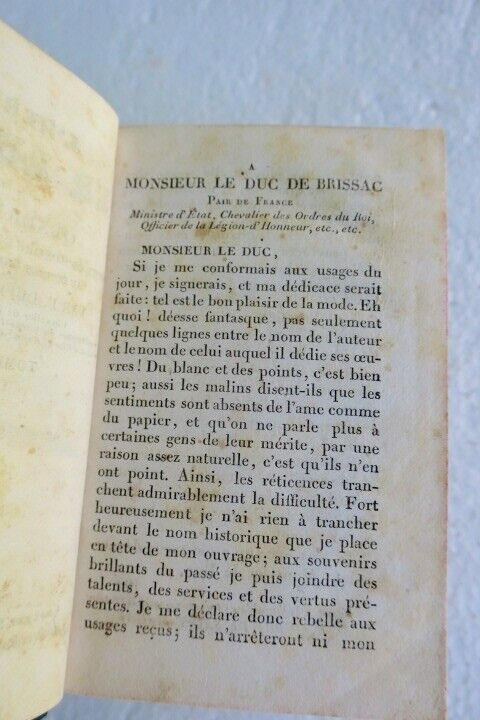 A
MONSIEUR LE DUC DE BRISSAC
PAIR DE FRANCE
Ministre d'État, Chevalier des Ordres du Roi,
Officier de la Légion-d'Honneur, etc., etc.
MONSIEUR LE DUC,
Si je me conformais aux usages du
jour, je signerais, et ma dédicace serait
faite: tel est le bon plaisir de la mode. Eh
quoi! déesse fantasque, pas seulement
quelques lignes entre le nom de l'auteur
et le nom de celui auquel il dédie ses œu-
vres! Du blanc et des points, c'est bien
peu; aussi les malins disent-ils que les
sentiments sont absents de l'ame comme
du papier, et qu'on ne parle plus à
certaines gens de leur mérite, par une
raison assez naturelle, c'est qu'ils n'en
ont point. Ainsi, les réticences tran-
chent admirablement la difficulté. Fort
heureusement je n'ai rien à trancher
devant le nom historique que je place
en tête de mon ouvrage; aux souvenirs
brillants du passé je puis joindre des
talents, des services et des vertus pré-
sentes. Je me déclare donc rebelle aux
usages reçus; ils n'arrêteront ni mon